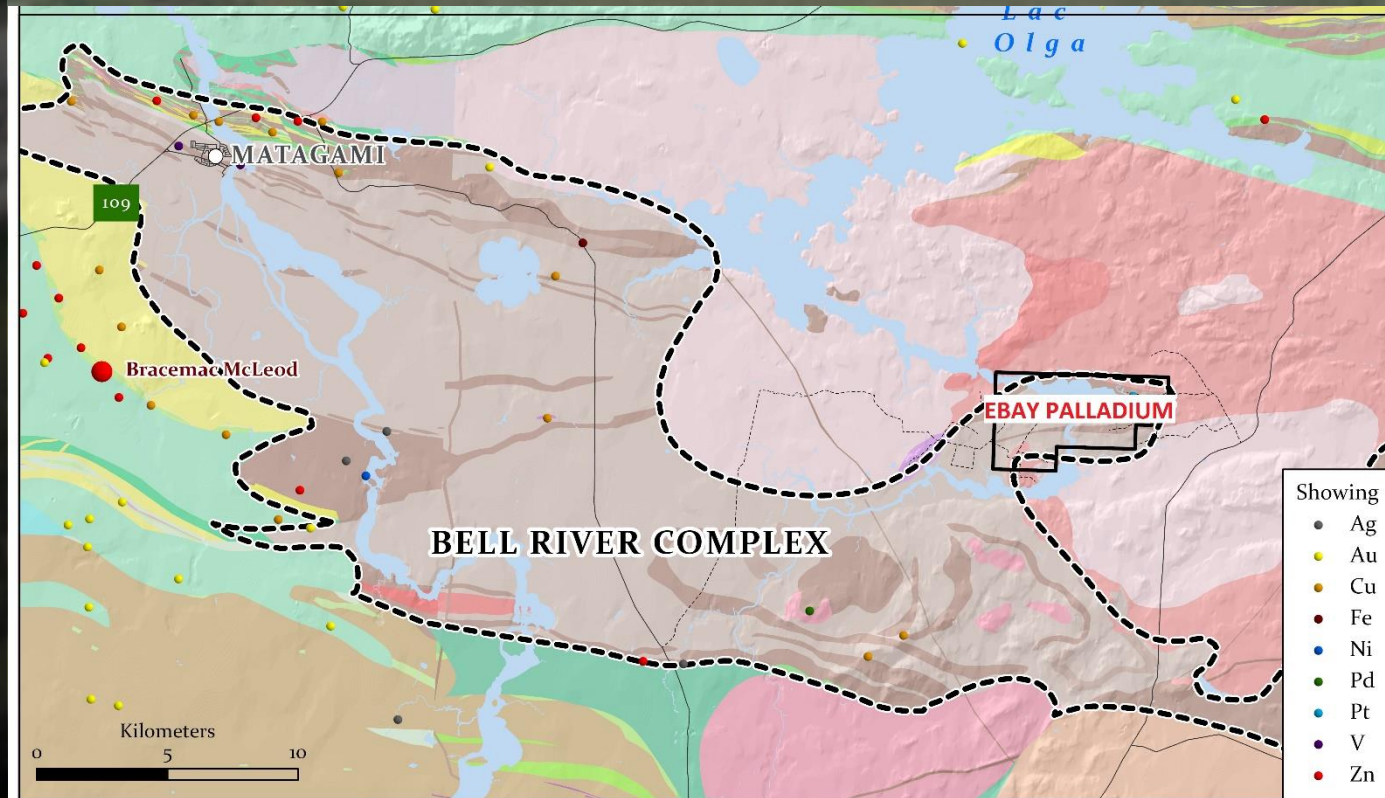 Lac
Olga
MATAGAMI
109
Bracemac McLeod
EBAY PALLADIUM
BELL RIVER COMPLEX
Kilometers
0 5 10
Showing
Ag
Au
Cu
Fe
Ni
Pd
Pt
V
Zn